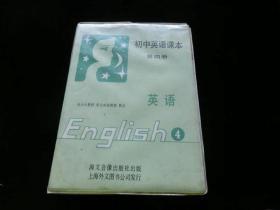 初中英语课本
第四册
英语
English 4
海文音像出版社出版
上海外文图书公司发行